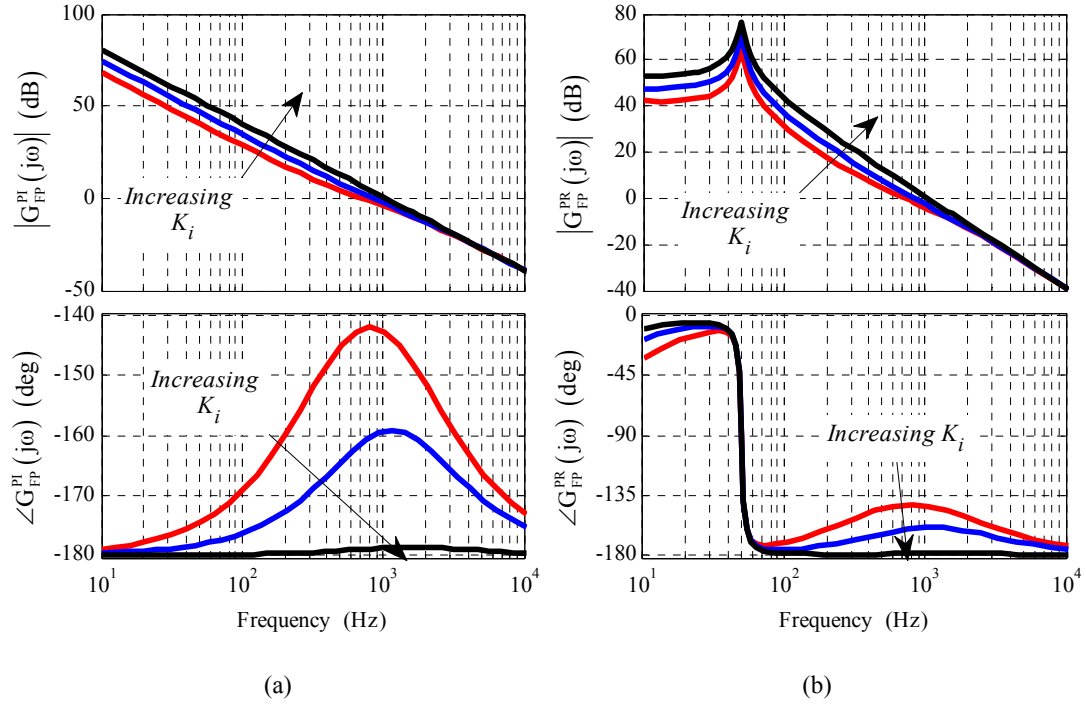 |G_FP^PI(jω)| (dB)
100
50
0
-50
Increasing
K_i
∠G_FP^PI(jω) (deg)
-140
-150
-160
-170
-180
Increasing
K_i
10^1
10^2
10^3
10^4
Frequency (Hz)
(a)
|G_FP^PR(jω)| (dB)
80
60
40
20
0
-20
-40
Increasing
K_i
∠G_FP^PR(jω) (deg)
0
-45
-90
-135
-180
Increasing K_i
10^1
10^2
10^3
10^4
Frequency (Hz)
(b)